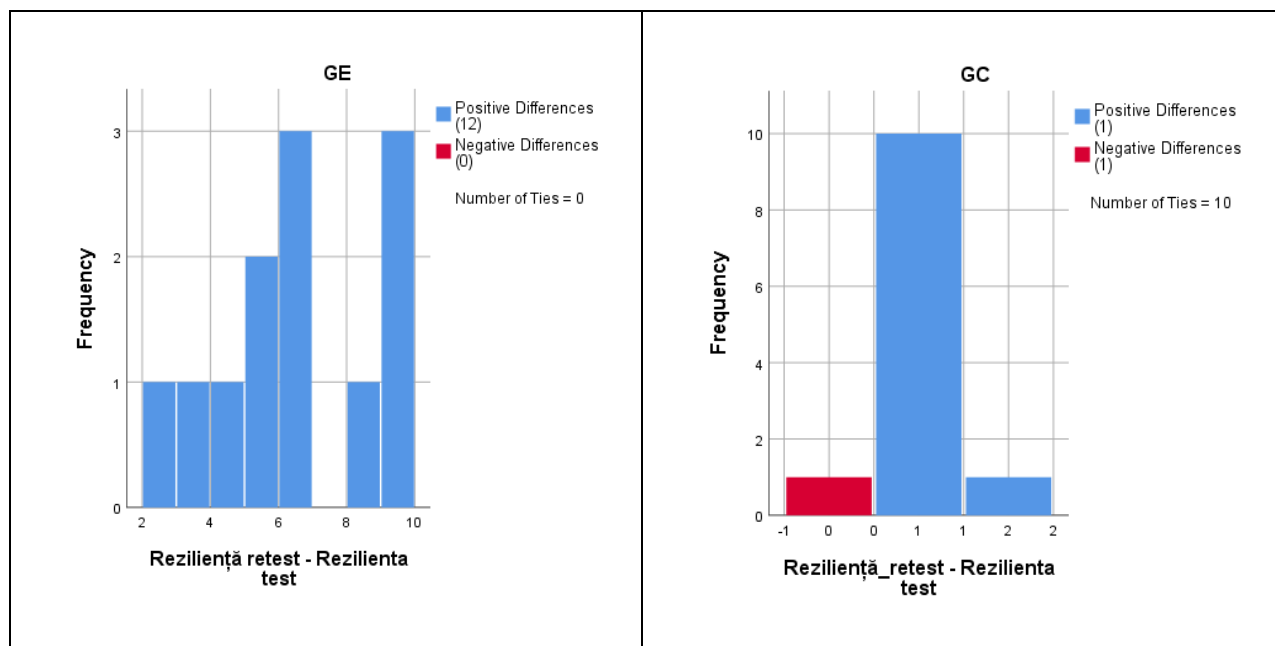 GE
Positive Differences
(12)
Negative Differences
(0)
Number of Ties = 0
Frequency
3
2
1
0
2 4 6 8 10
Reziliență retest - Rezilienta
test
GC
Positive Differences
(1)
Negative Differences
(1)
Number of Ties = 10
Frequency
10
8
6
4
2
0
-1 0 0 1 1 2 2
Reziliență_retest - Rezilienta
test